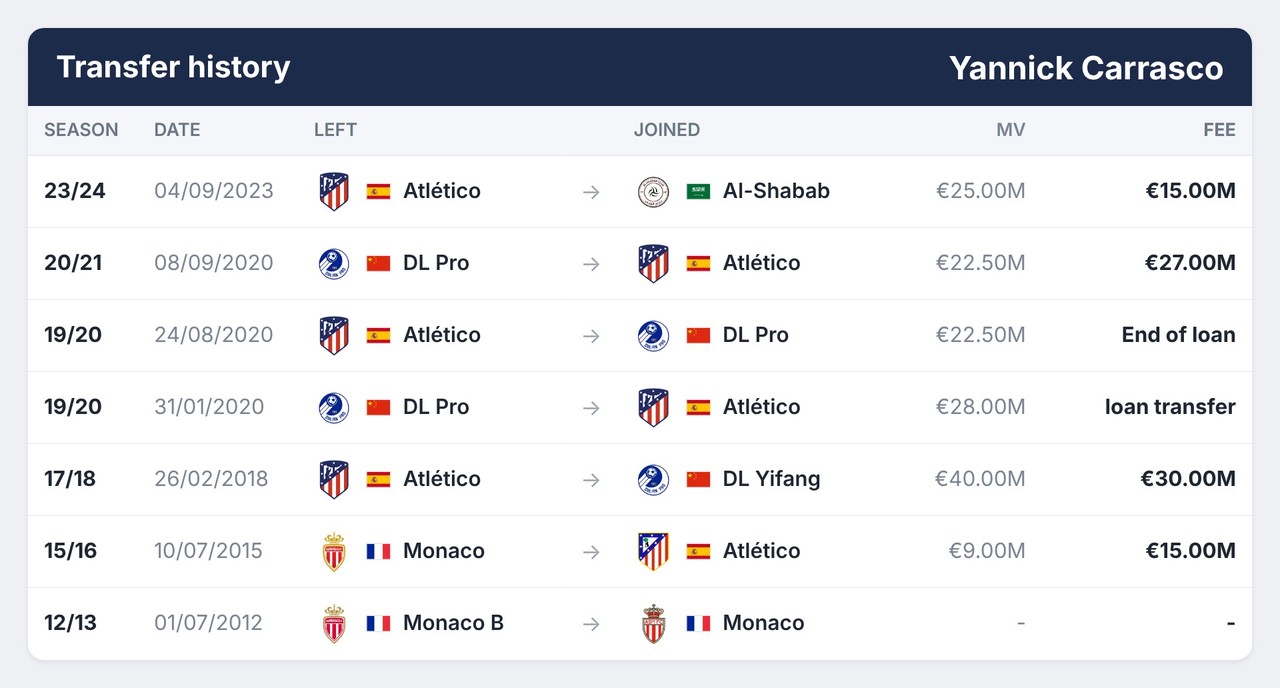 Transfer history Yannick Carrasco
SEASON DATE LEFT JOINED MV FEE
23/24 04/09/2023 Atlético → Al-Shabab €25.00M €15.00M
20/21 08/09/2020 DL Pro → Atlético €22.50M €27.00M
19/20 24/08/2020 Atlético → DL Pro €22.50M End of loan
19/20 31/01/2020 DL Pro → Atlético €28.00M loan transfer
17/18 26/02/2018 Atlético → DL Yifang €40.00M €30.00M
15/16 10/07/2015 Monaco → Atlético €9.00M €15.00M
12/13 01/07/2012 Monaco B → Monaco - -